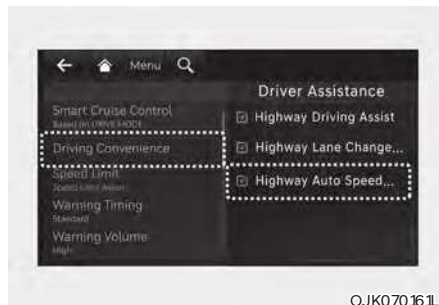 Menu
Driver Assistance
Smart Cruise Control
Based on DRIVE MODE
Highway Driving Assist
Driving Convenience
Highway Lane Change...
Speed Limit
Speed Limit Assist
Highway Auto Speed...
Warning Timing
Standard
Warning Volume
High
OJK070161L